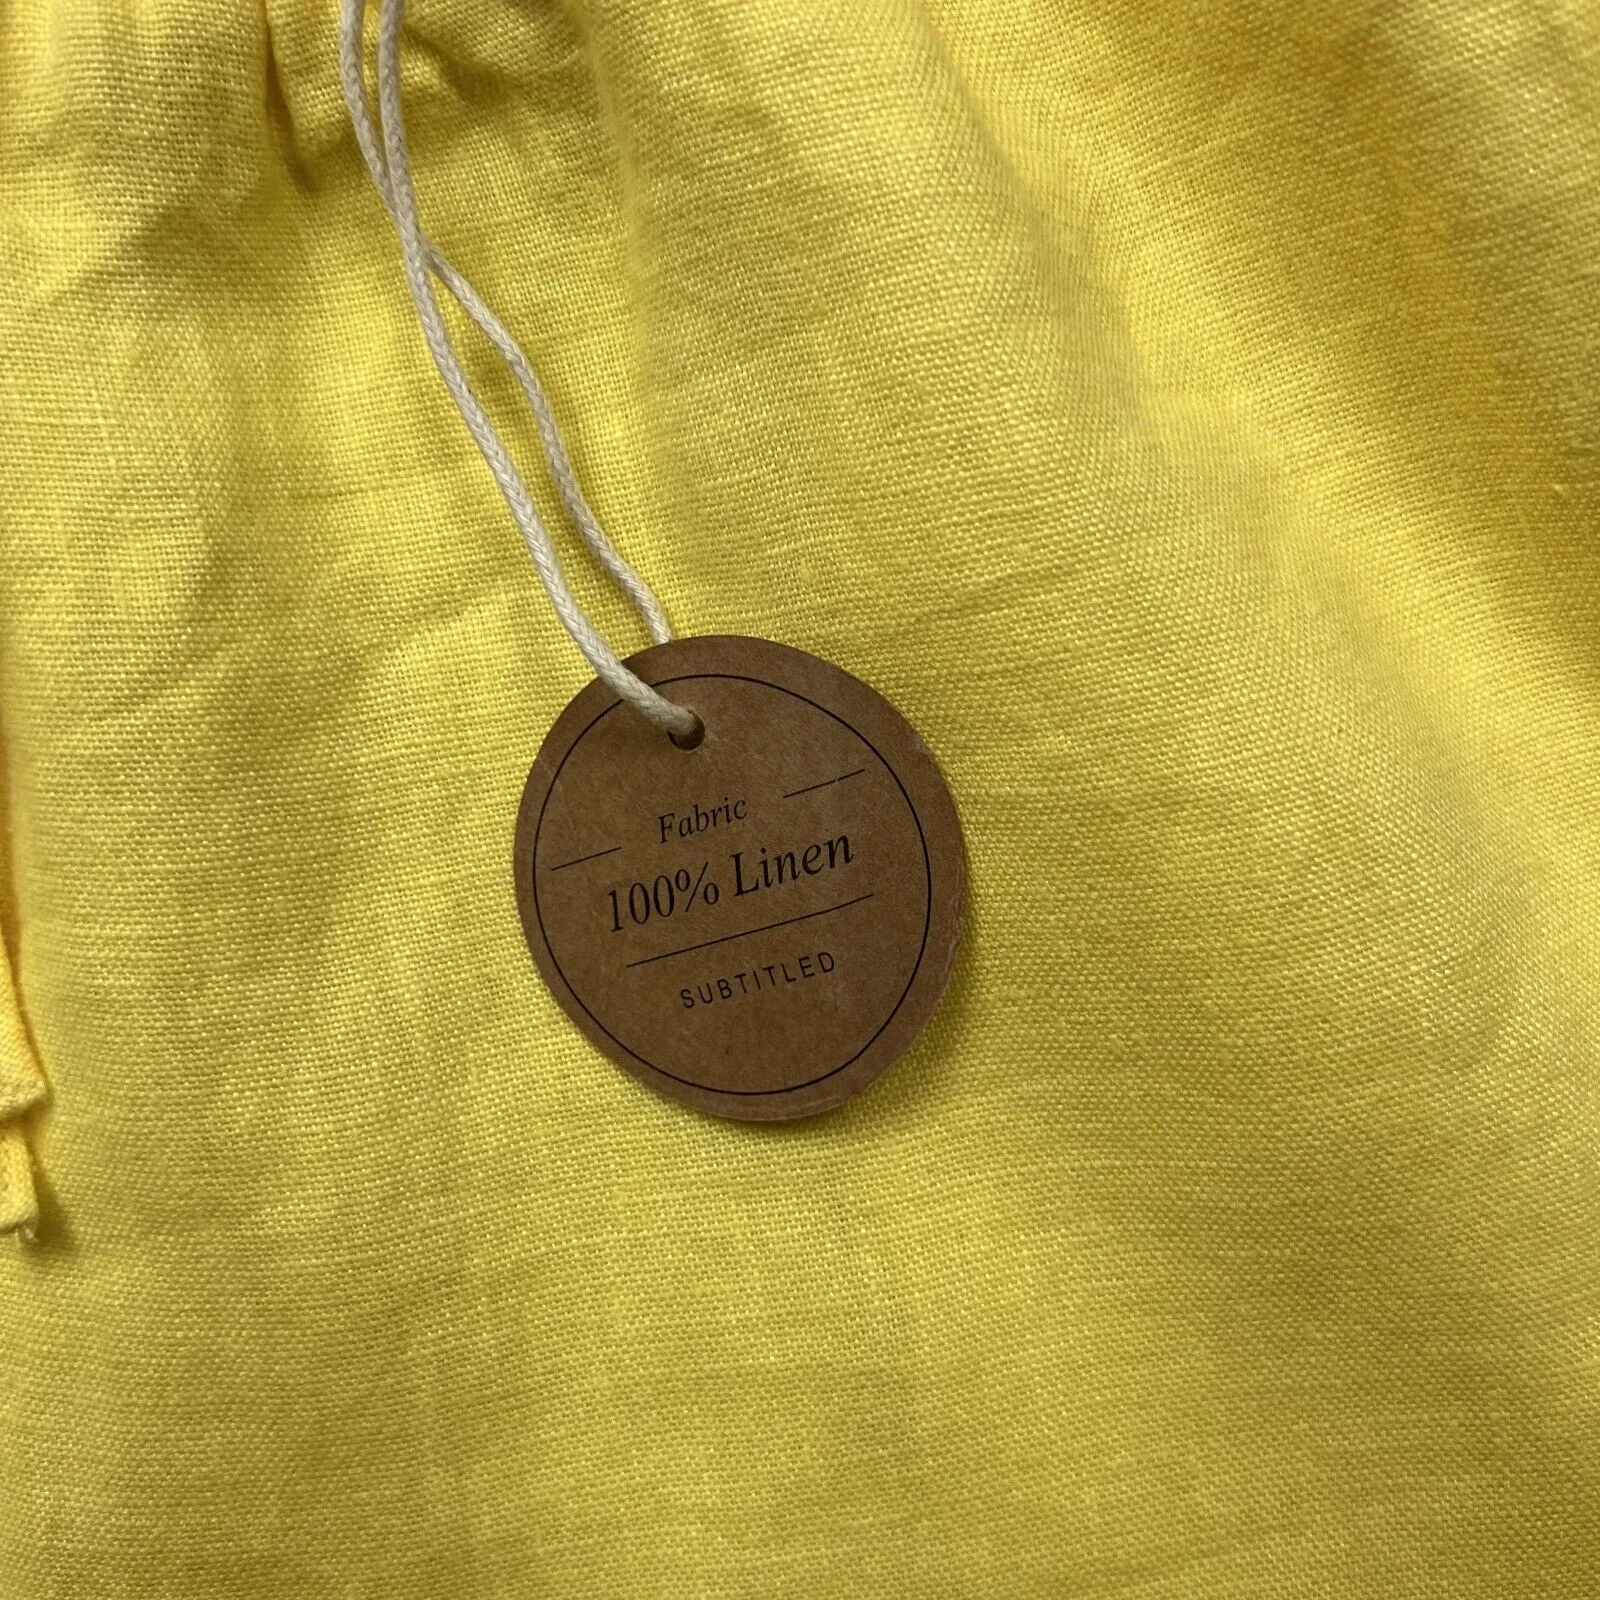 Fabric
100% Linen
SUBTITLED